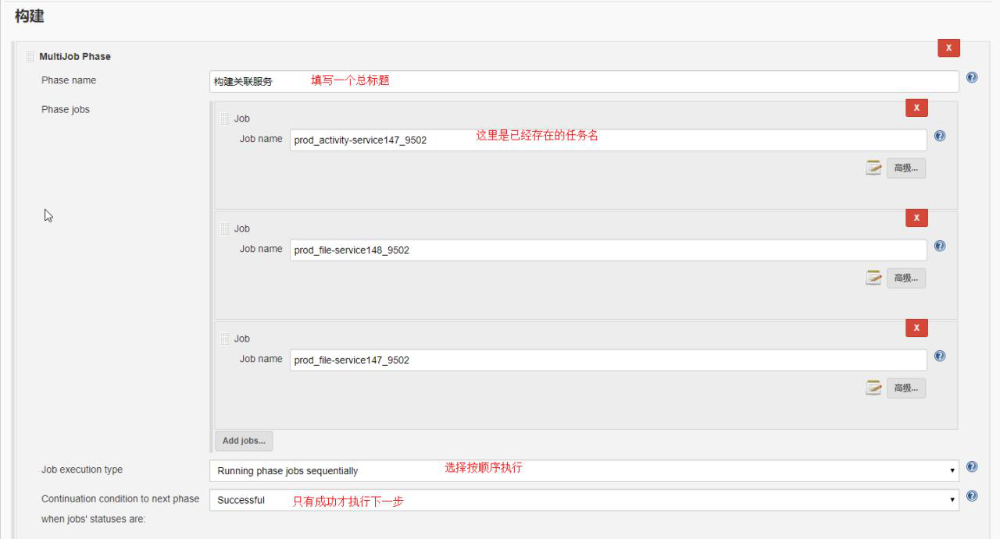 构建
MultiJob Phase
X
Phase name
构建关联服务
填写一个总标题
Phase jobs
X
Job
Job name
prod_activity-service147_9502
这里是已经存在的任务名
高级...
X
Job
Job name
prod_file-service148_9502
高级...
X
Job
Job name
prod_file-service147_9502
高级...
Add jobs...
Job execution type
Running phase jobs sequentially
选择按顺序执行
Continuation condition to next phase
when jobs' statuses are:
Successful
只有成功才执行下一步